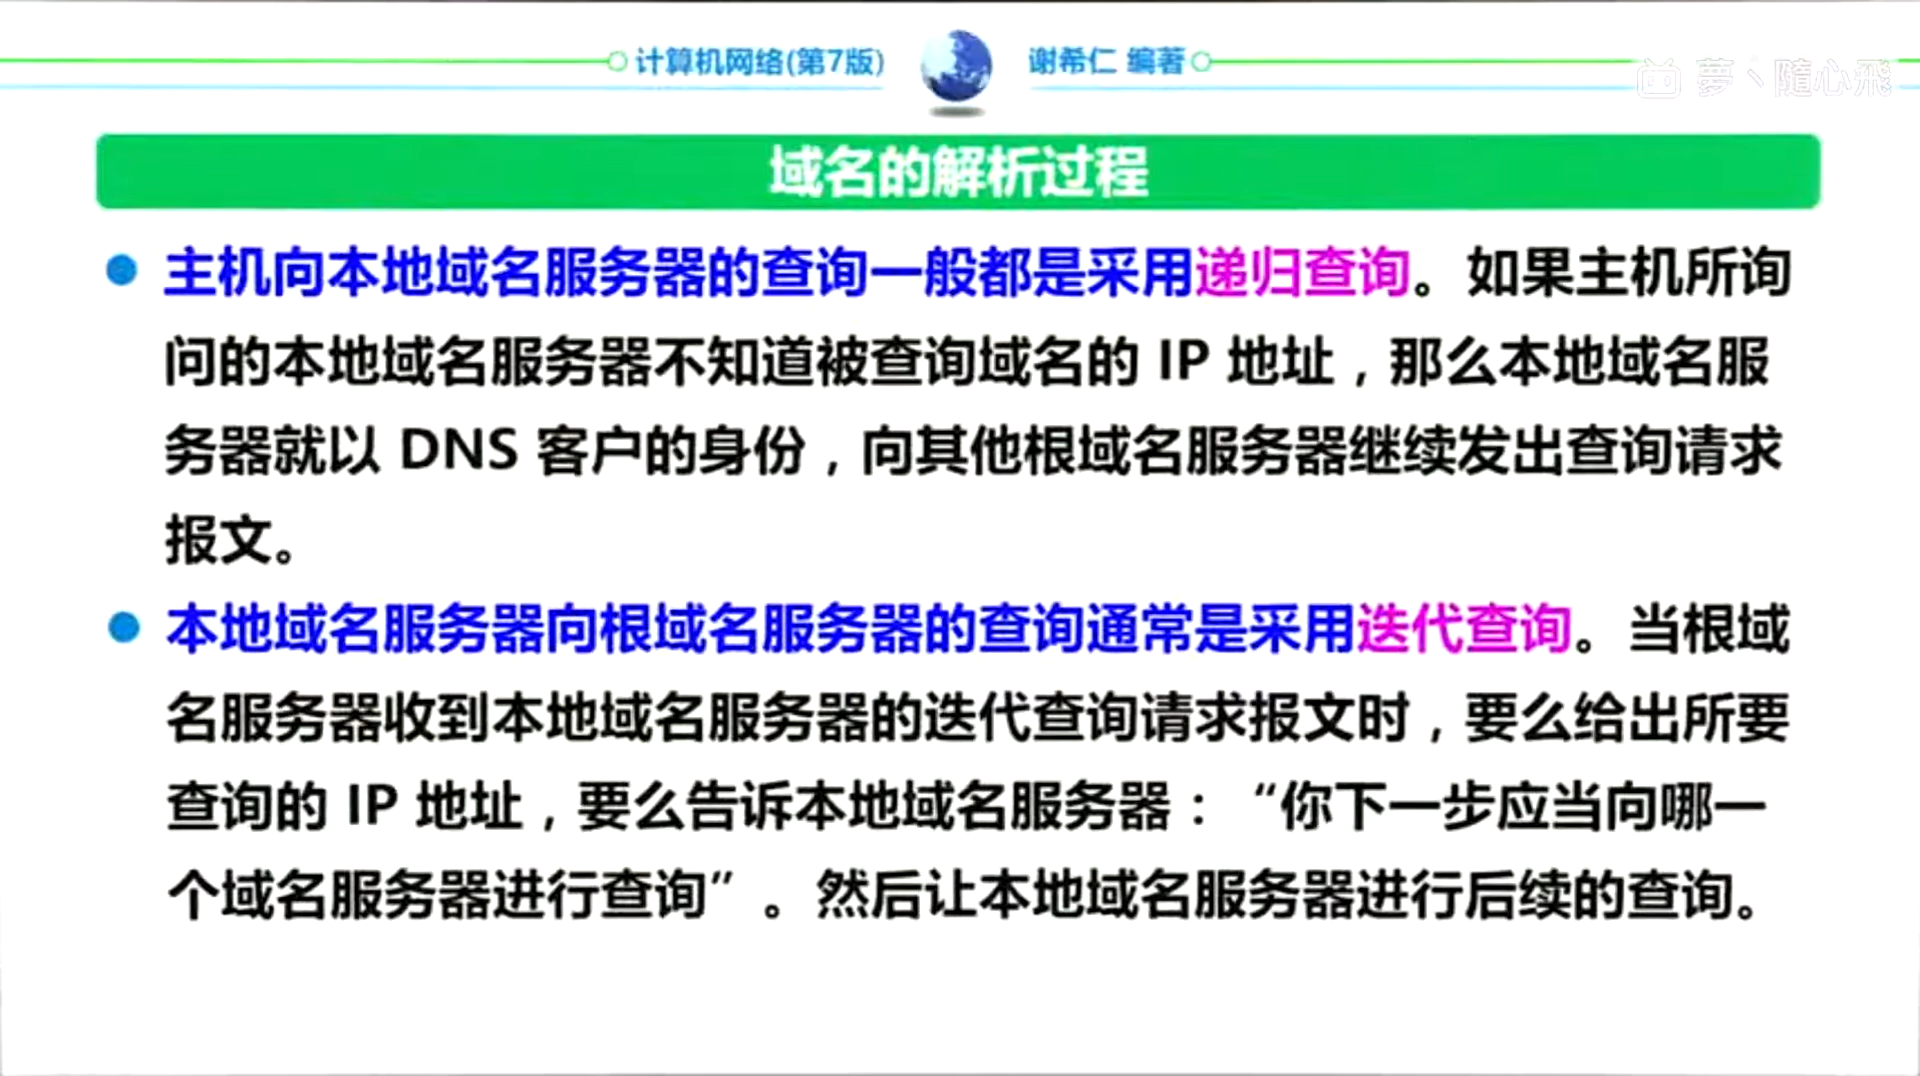 计算机网络(第7版) 谢希仁 编著
夢丶隨心飛
域名的解析过程
主机向本地域名服务器的查询一般都是采用递归查询。如果主机所询
问的本地域名服务器不知道被查询域名的 IP 地址，那么本地域名服
务器就以 DNS 客户的身份，向其他根域名服务器继续发出查询请求
报文。
本地域名服务器向根域名服务器的查询通常是采用迭代查询。当根域
名服务器收到本地域名服务器的迭代查询请求报文时，要么给出所要
查询的 IP 地址，要么告诉本地域名服务器：“你下一步应当向哪一
个域名服务器进行查询”。然后让本地域名服务器进行后续的查询。